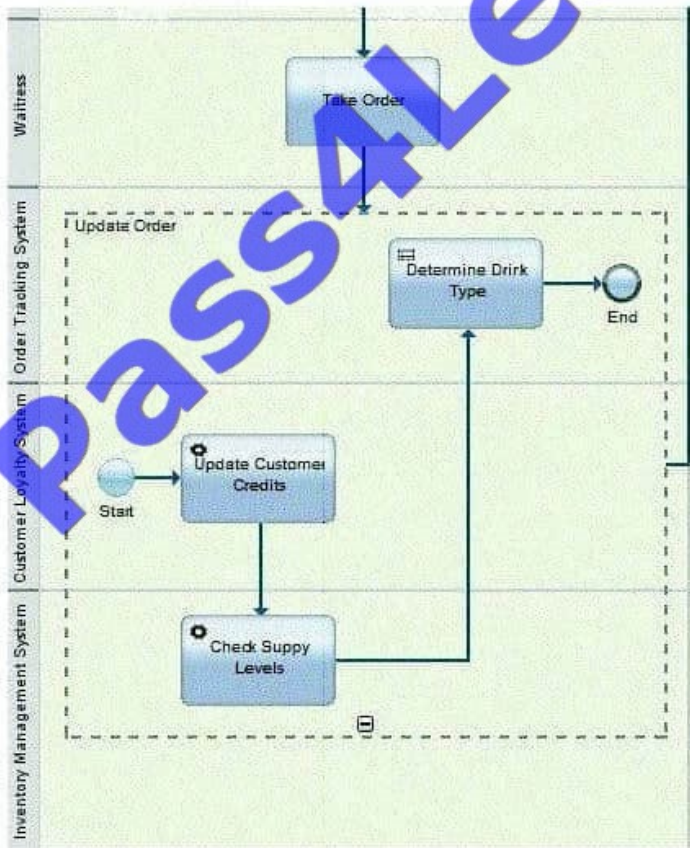 Waitress
Take Order
Order Tracking System
Update Order
Determine Drink
Type
End
Customer Loyalty System
Update Customer
Credits
Start
Inventory Management System
Check Suppy
Levels
Pass4Le